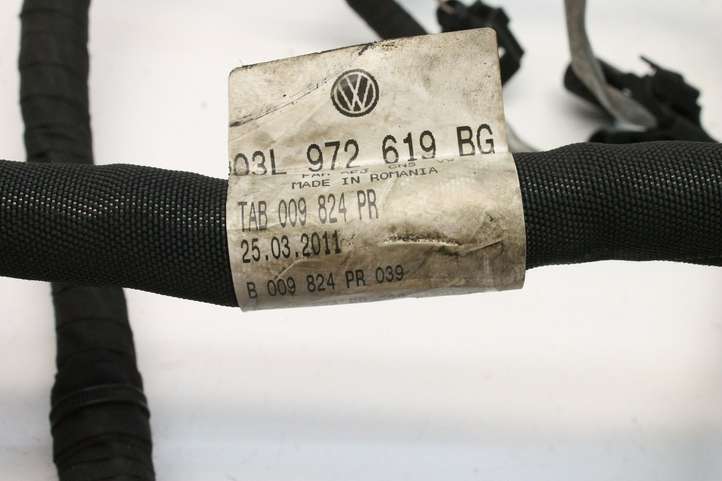 03L 972 619 BG
MADE IN ROMANIA
TAB 009 824 PR
25.03.2011
B 009 824 PR 039